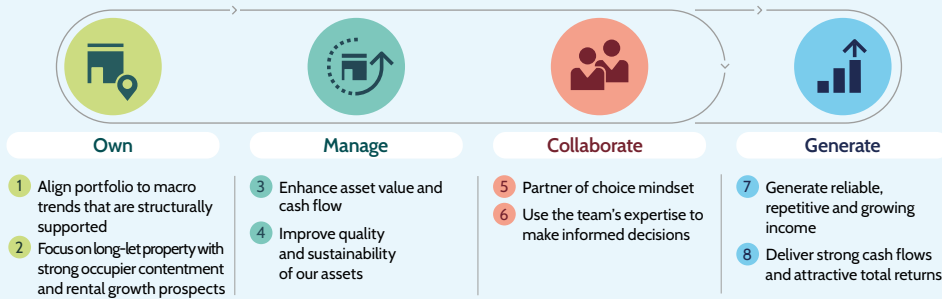 Own
1 Align portfolio to macro
trends that are structurally
supported
2 Focus on long-let property with
strong occupier contentment
and rental growth prospects
Manage
3 Enhance asset value and
cash flow
4 Improve quality
and sustainability
of our assets
Collaborate
5 Partner of choice mindset
6 Use the team's expertise to
make informed decisions
Generate
7 Generate reliable,
repetitive and growing
income
8 Deliver strong cash flows
and attractive total returns